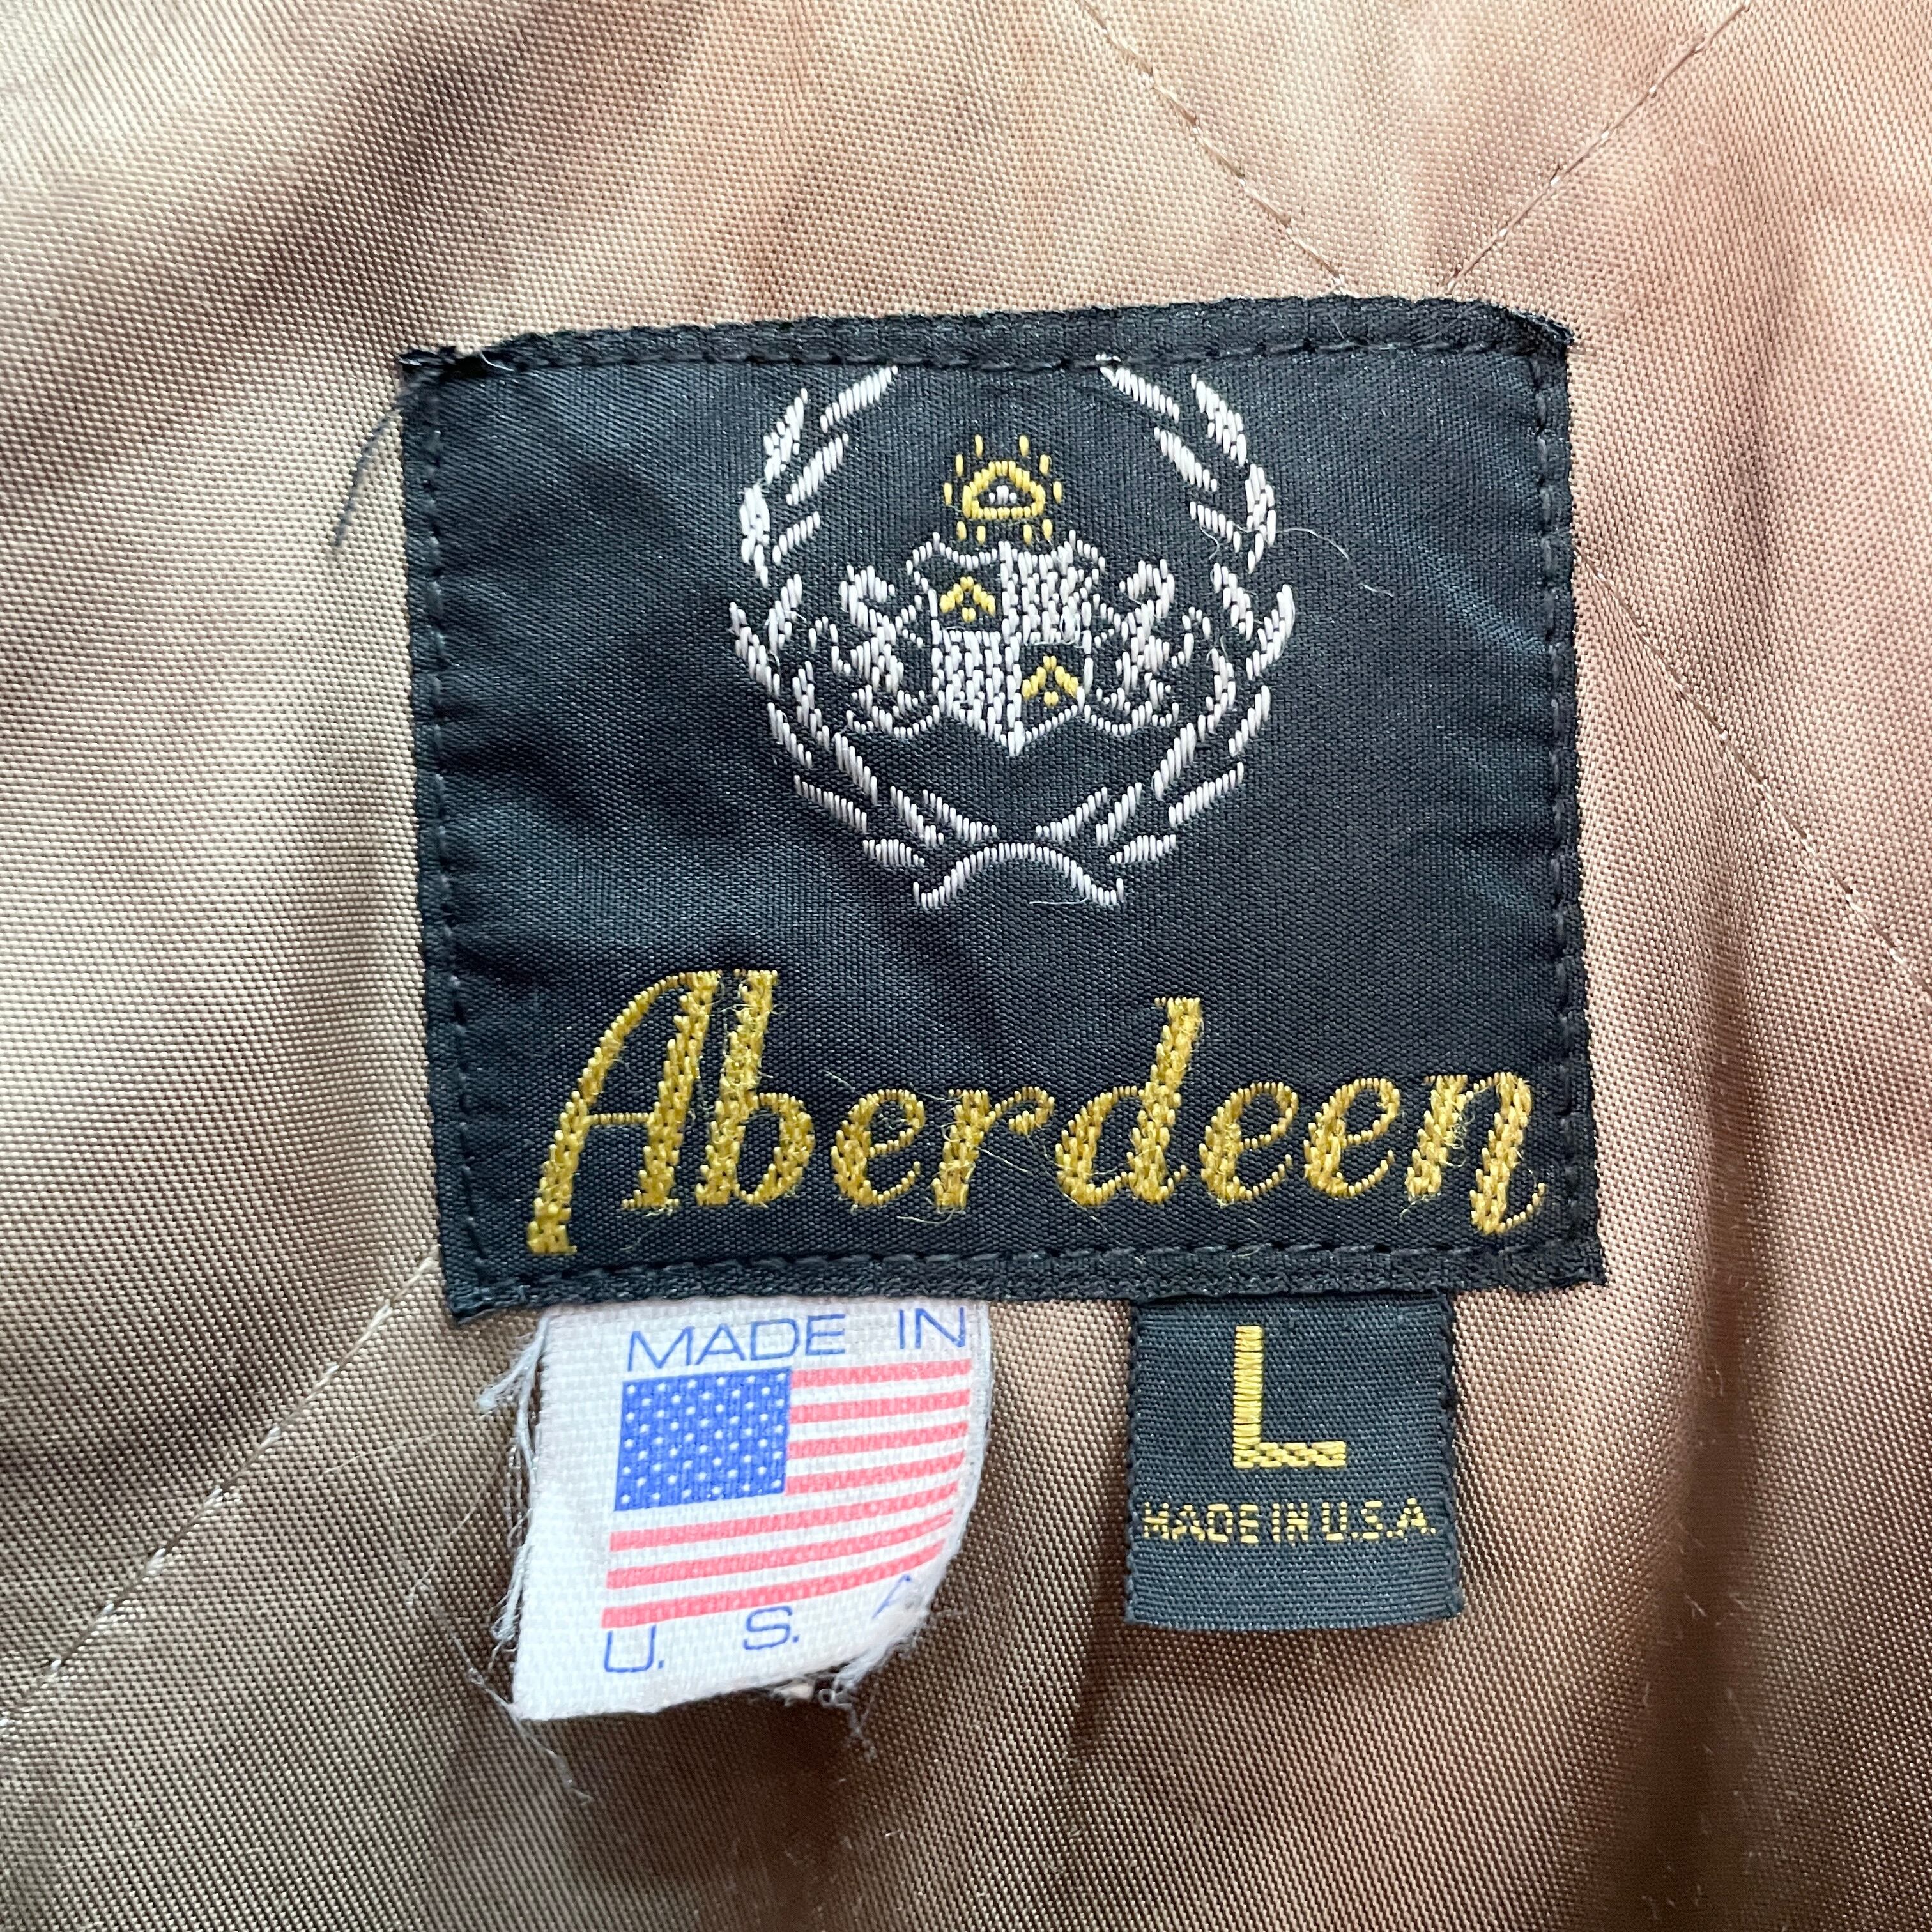 Aberdeen
MADE IN
U. S. A
L
MADE IN U.S.A.